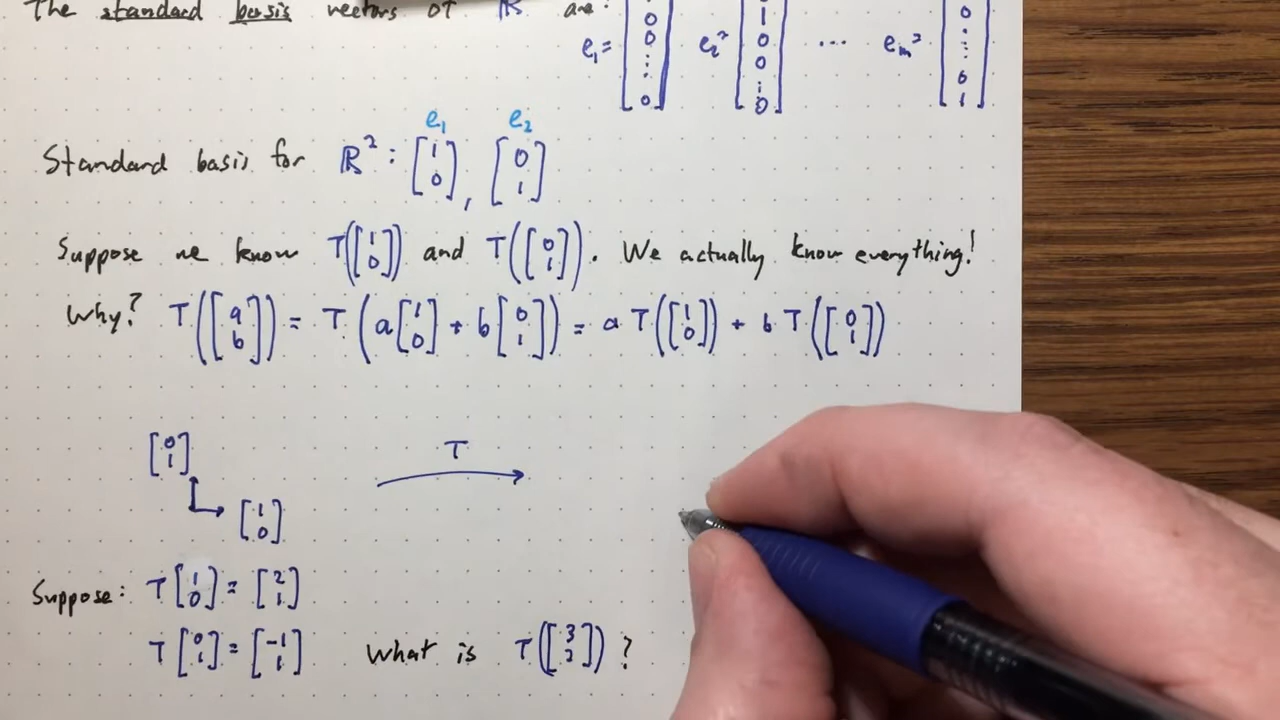 The standard basis vectors of ℝ are:
e₁ = [0 0 ⋮ 0] e₂ = [1 0 0 ⋮ 0] ... eₘ = [0 ⋮ 0 1]
e₁ e₂
Standard basis for ℝ²: [1 0], [0 1]
Suppose we know T([1 0]) and T([0 1]). We actually know everything!
Why? T([a b]) = T(a[1 0] + b[0 1]) = a T([1 0]) + b T([0 1])
[0 1] T
[1 0]
Suppose: T[1 0] = [2 1]
T[0 1] = [-1 1] What is T([3 2])?